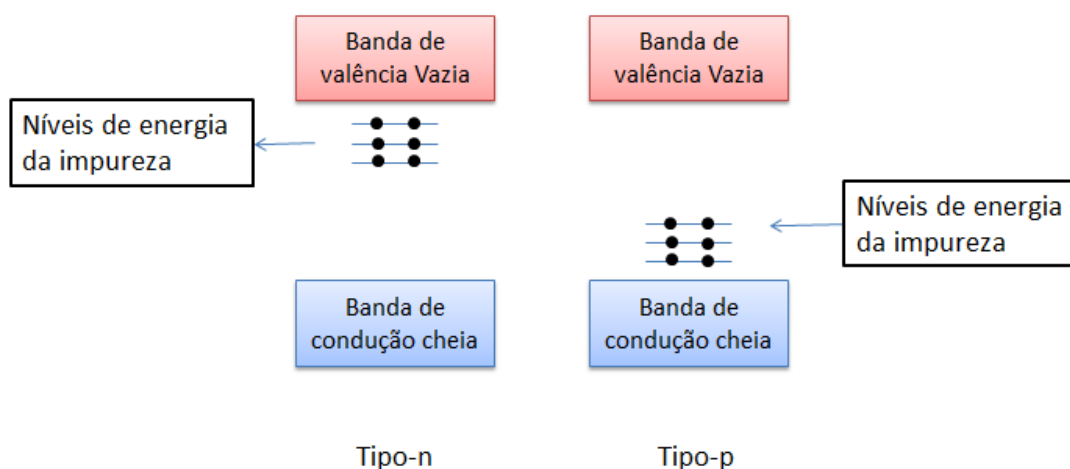 Banda de
valência Vazia
Banda de
valência Vazia
Níveis de energia
da impureza
Níveis de energia
da impureza
Banda de
condução cheia
Banda de
condução cheia
Tipo-n
Tipo-p